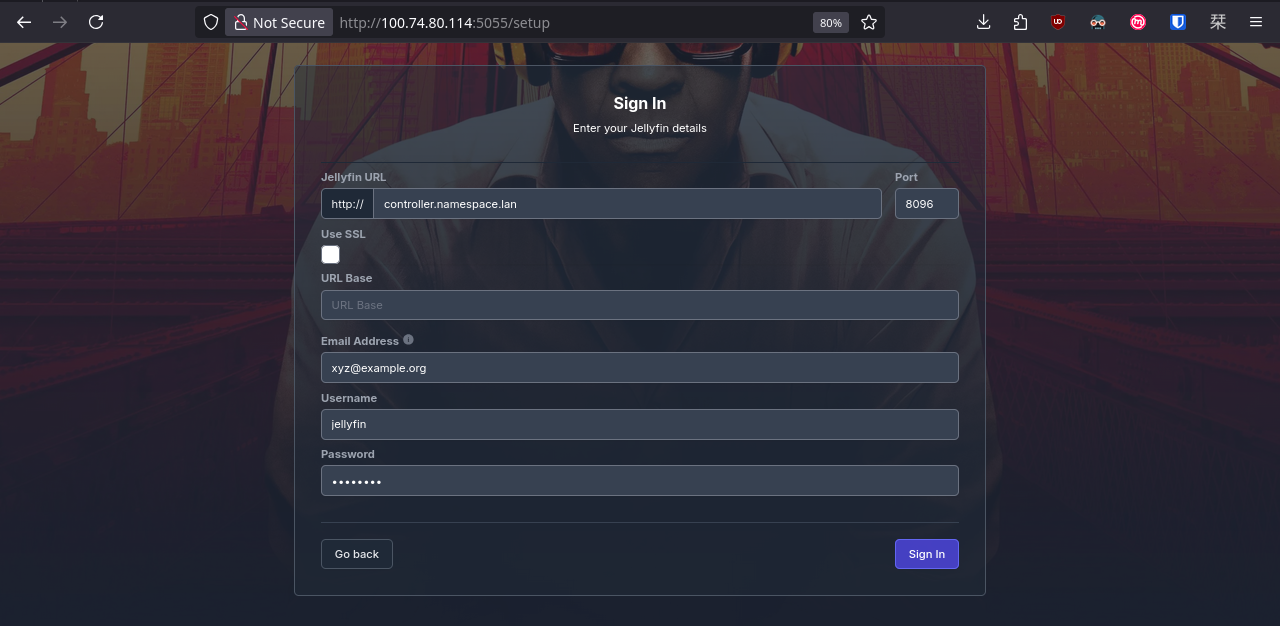 Not Secure http://100.74.80.114:5055/setup 80%
Sign In
Enter your Jellyfin details
Jellyfin URL Port
http:// controller.namespace.lan 8096
Use SSL
URL Base
URL Base
Email Address
xyz@example.org
Username
jellyfin
Password
••••••••
Go back Sign In